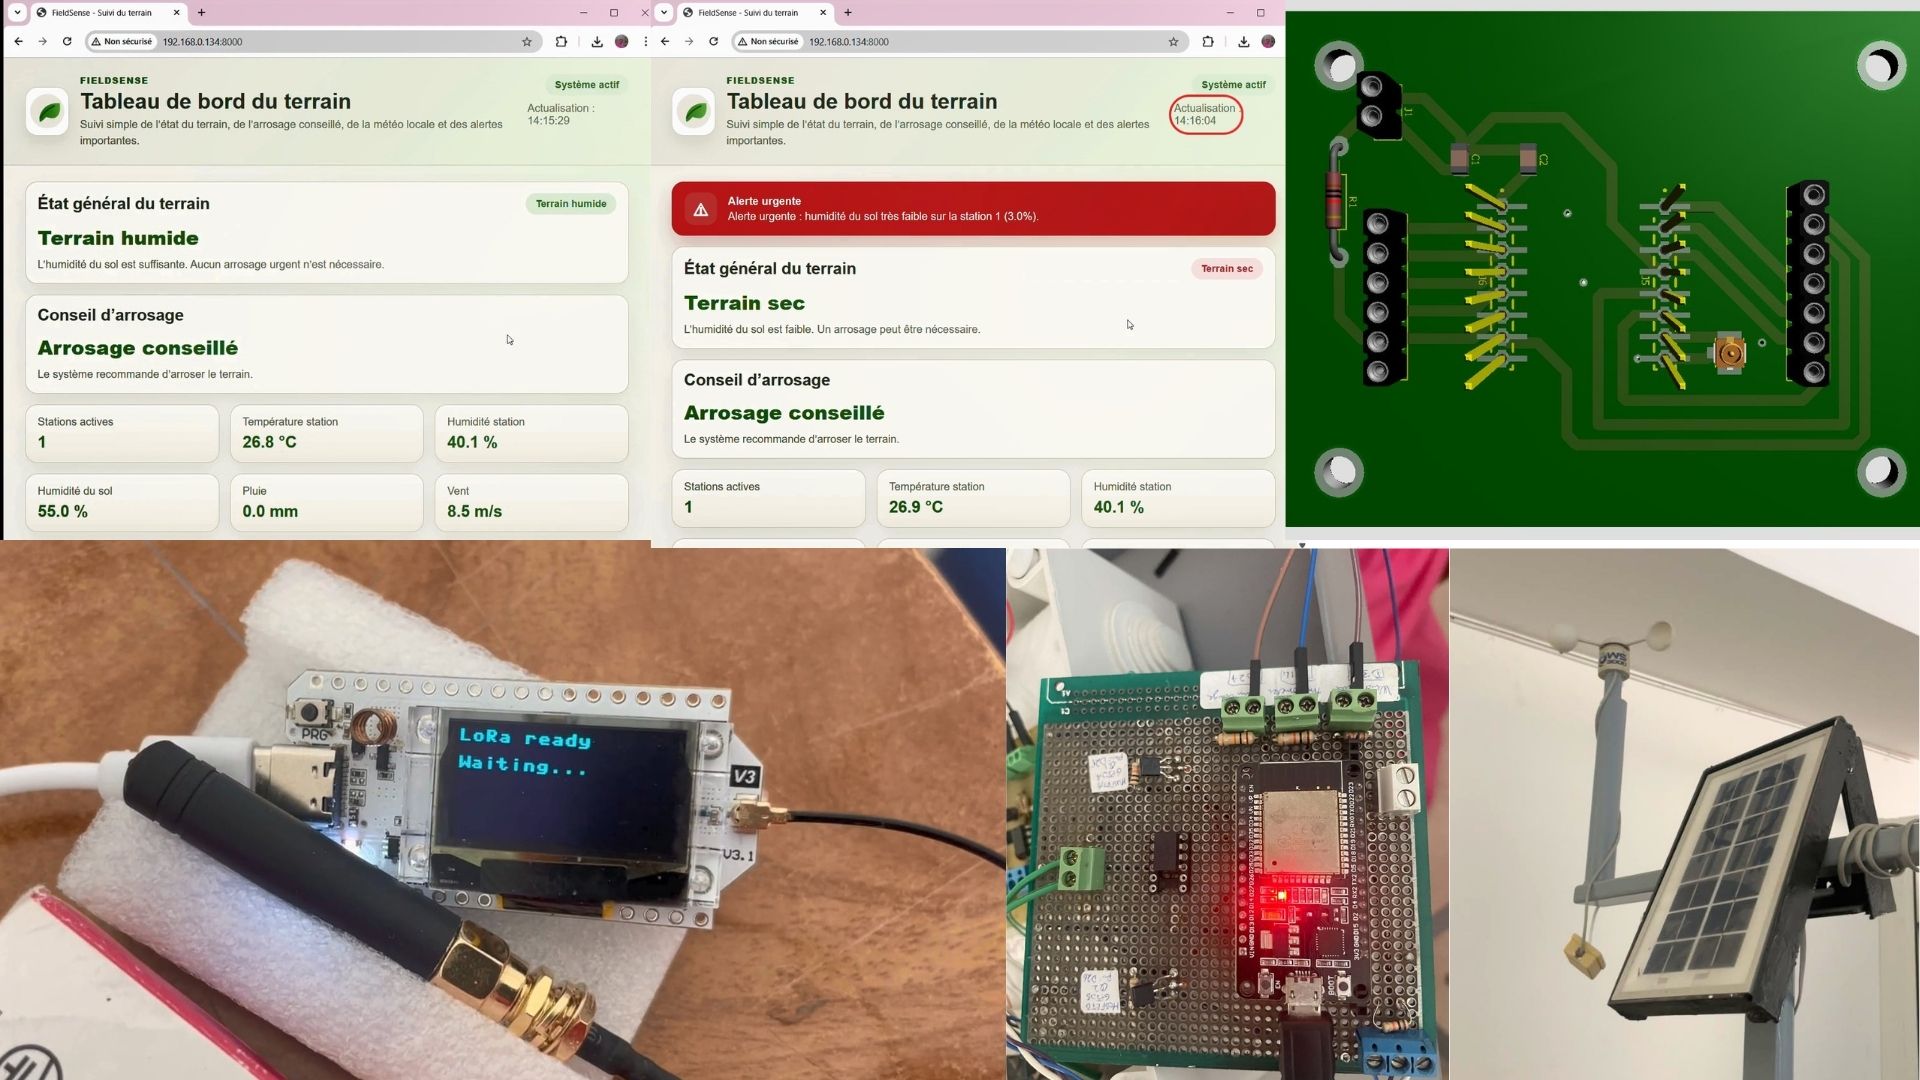 FieldSense - Suivi du terrain
Non sécurisé
192.168.0.134:8000
FIELDSENSE
Tableau de bord du terrain
Suivi simple de l'état du terrain, de l'arrosage conseillé, de la météo locale et des alertes
importantes.
Système actif
Actualisation :
14:15:29
État général du terrain
Terrain humide
Terrain humide
L'humidité du sol est suffisante. Aucun arrosage urgent n'est nécessaire.
Conseil d'arrosage
Arrosage conseillé
Le système recommande d'arroser le terrain.
Stations actives
1
Température station
26.8 °C
Humidité station
40.1 %
Humidité du sol
55.0 %
Pluie
0.0 mm
Vent
8.5 m/s
FieldSense - Suivi du terrain
Non sécurisé
192.168.0.134:8000
FIELDSENSE
Tableau de bord du terrain
Suivi simple de l'état du terrain, de l'arrosage conseillé, de la météo locale et des alertes
importantes.
Système actif
Actualisation :
14:16:04
Alerte urgente
Alerte urgente : humidité du sol très faible sur la station 1 (3.0%).
État général du terrain
Terrain sec
Terrain sec
L'humidité du sol est faible. Un arrosage peut être nécessaire.
Conseil d'arrosage
Arrosage conseillé
Le système recommande d'arroser le terrain.
Stations actives
1
Température station
26.9 °C
Humidité station
40.1 %
J1
C1
C2
R1
J5
PRG
LoRa ready
Waiting...
V3
V3.1
EN
BOOT